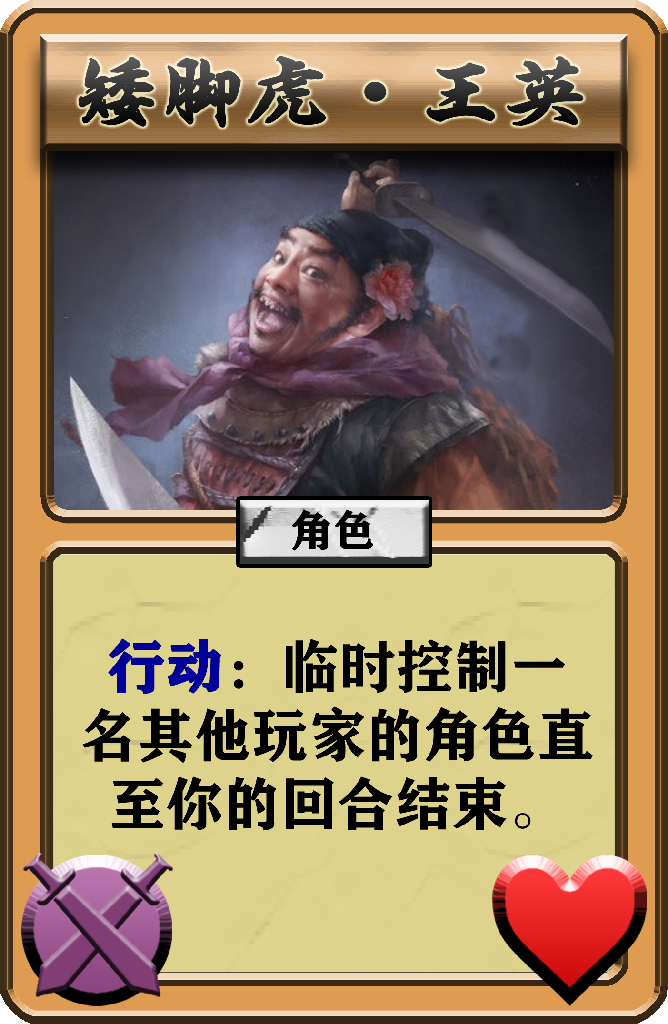 矮脚虎·王英
角色
行动：临时控制一
名其他玩家的角色直
至你的回合结束。